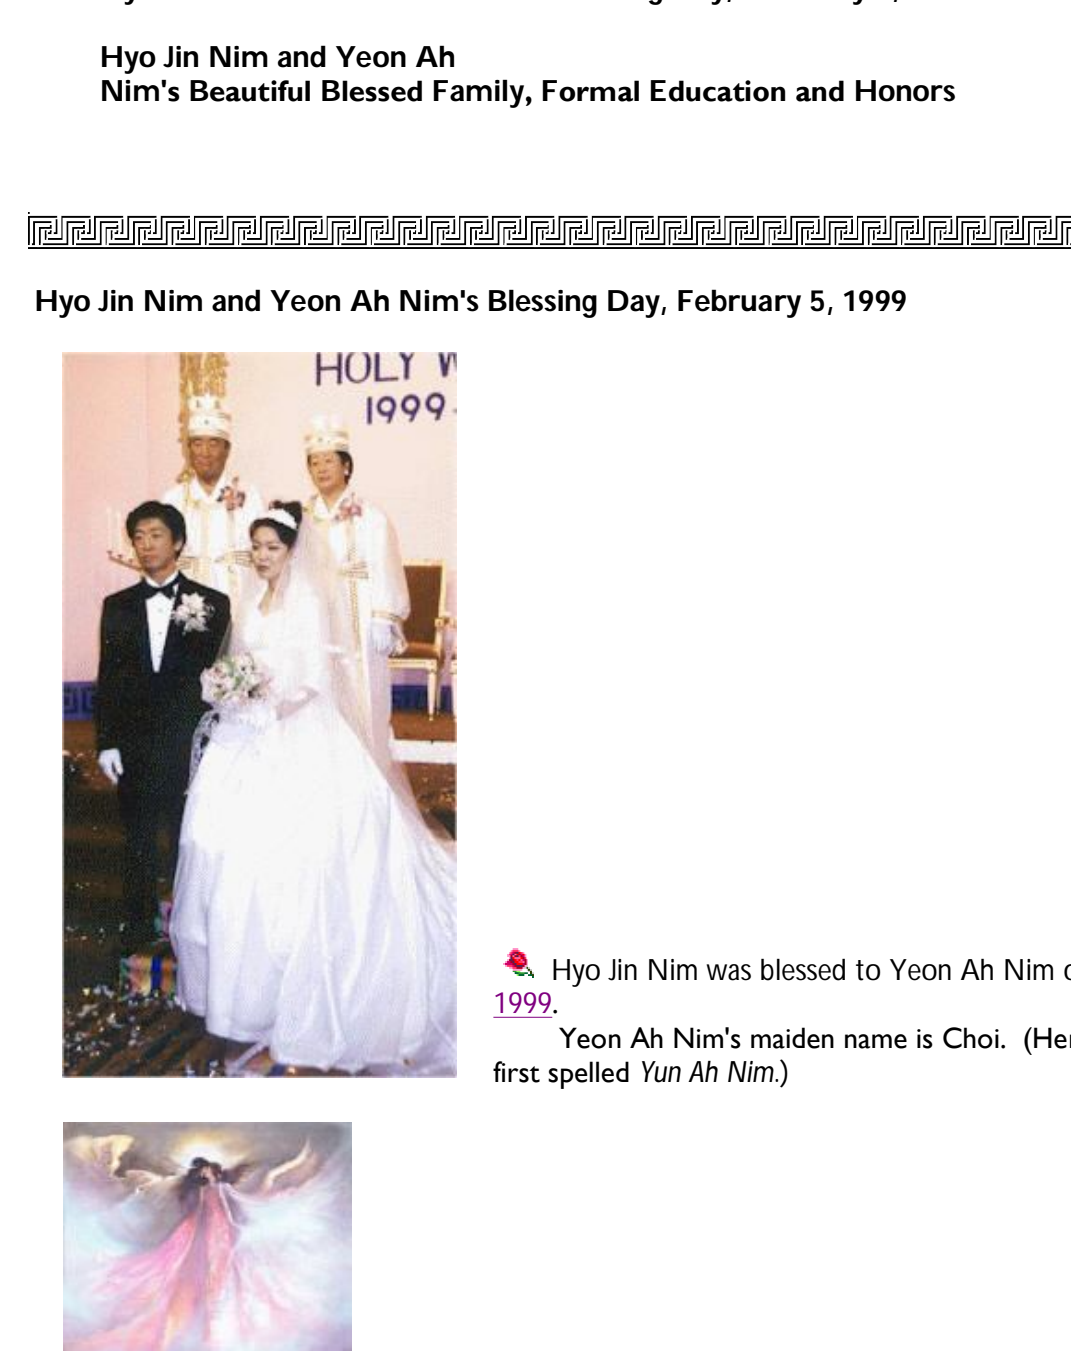 Hyo Jin Nim and Yeon Ah
Nim's Beautiful Blessed Family, Formal Education and Honors
Hyo Jin Nim and Yeon Ah Nim's Blessing Day, February 5, 1999
HOLY
1999
Hyo Jin Nim was blessed to Yeon Ah Nim
1999.
Yeon Ah Nim's maiden name is Choi. (Her
first spelled Yun Ah Nim.)